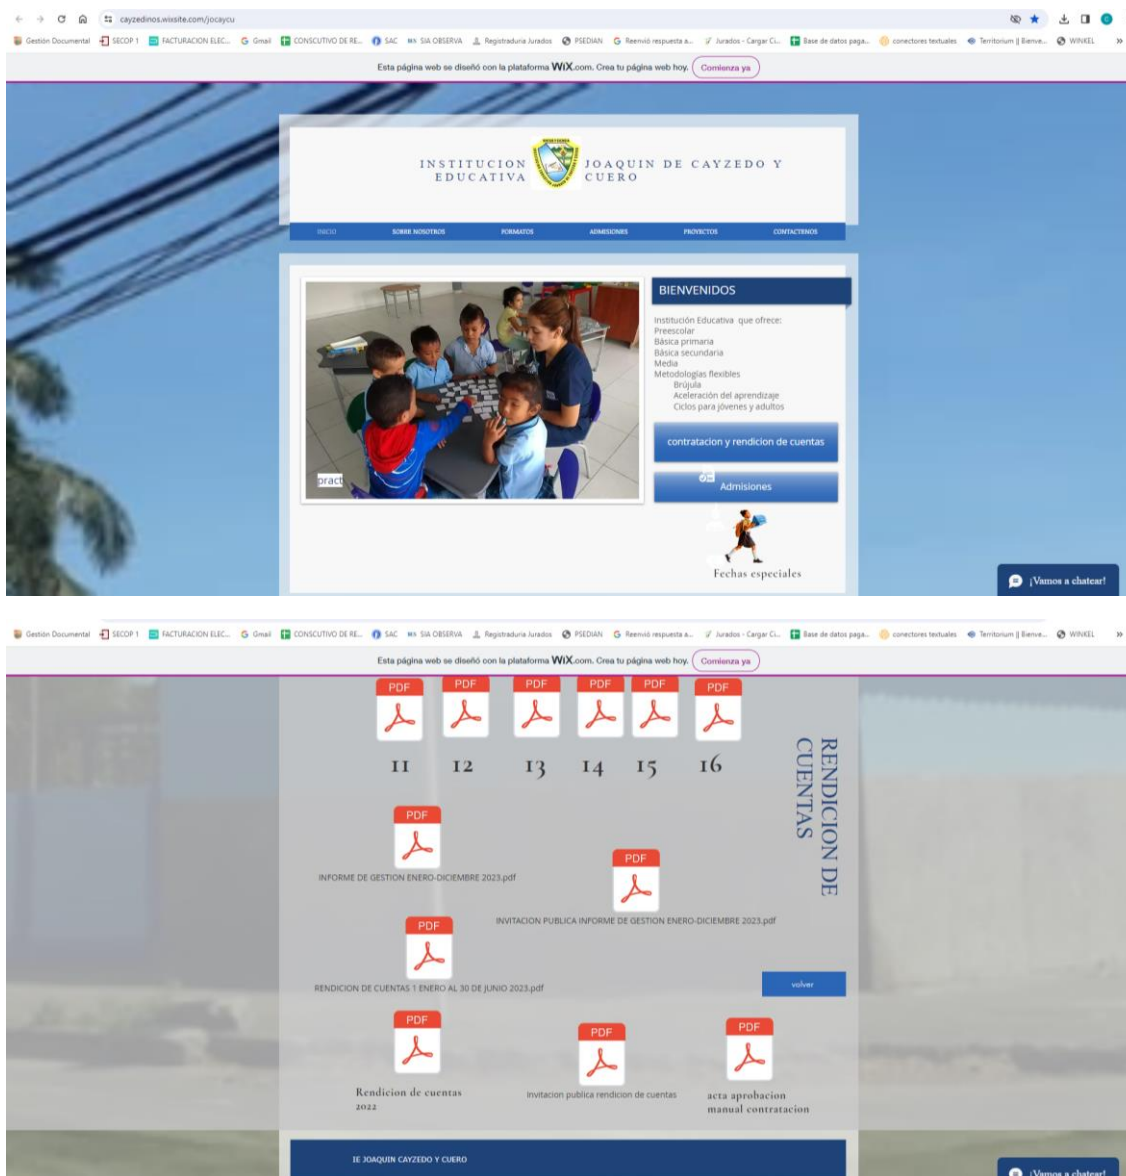 cayzedinos.wixsite.com/jocaycu
Gestión Documental SECOP 1 FACTURACION ELEC... Gmail CONSCUTIVO DE RE... SAC SIA OBSERVA Registraduria Jurados PSEDIAN Reenvió respuesta a... Jurados - Cargar Ci... Base de datos paga... conectores textuales Territorium || Bienve... WINKEL »
Esta página web se diseñó con la plataforma WiX.com. Crea tu página web hoy. Comienza ya
INSTITUCION EDUCATIVA JOAQUIN DE CAYZEDO Y CUERO
INICIO SOBRE NOSOTROS FORMATOS ADMISIONES PROYECTOS CONTACTENOS
BIENVENIDOS
Institución Educativa que ofrece:
Preescolar
Básica primaria
Básica secundaria
Media
Metodologías flexibles
Brújula
Aceleración del aprendizaje
Ciclos para jóvenes y adultos
contratacion y rendicion de cuentas
pract
Admisiones
Fechas especiales
¡Vamos a chatear!
Gestión Documental SECOP 1 FACTURACION ELEC... Gmail CONSCUTIVO DE RE... SAC SIA OBSERVA Registraduria Jurados PSEDIAN Reenvió respuesta a... Jurados - Cargar Ci... Base de datos paga... conectores textuales Territorium || Bienve... WINKEL »
Esta página web se diseñó con la plataforma WiX.com. Crea tu página web hoy. Comienza ya
PDF PDF PDF PDF PDF PDF
11 12 13 14 15 16
RENDICION DE
CUENTAS
PDF
INFORME DE GESTION ENERO-DICIEMBRE 2023.pdf
PDF
INVITACION PUBLICA INFORME DE GESTION ENERO-DICIEMBRE 2023.pdf
PDF
RENDICION DE CUENTAS 1 ENERO AL 30 DE JUNIO 2023.pdf
volver
PDF PDF PDF
Rendicion de cuentas
2022
Invitacion publica rendicion de cuentas
acta aprobacion
manual contratacion
IE JOAQUIN CAYZEDO Y CUERO
¡Vamos a chatear!